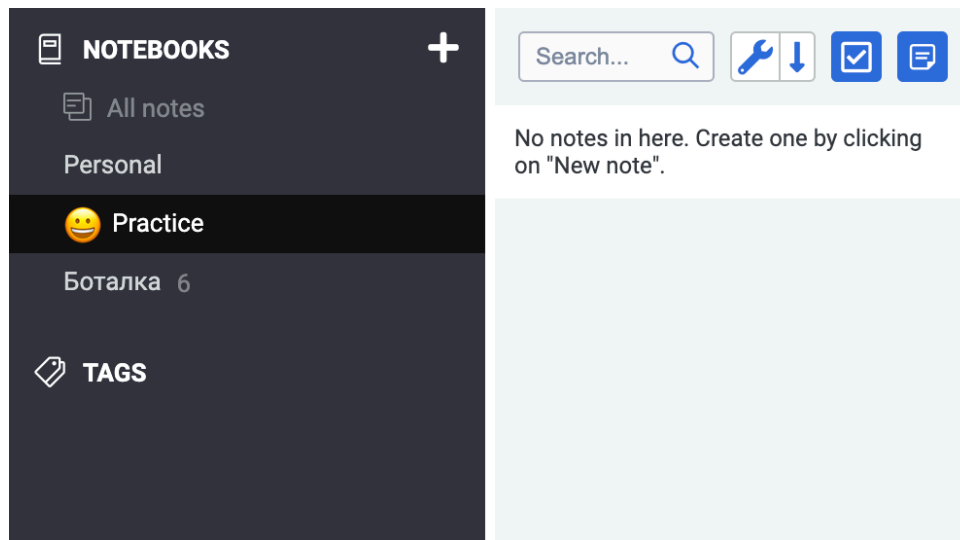 NOTEBOOKS
All notes
Personal
😀 Practice
Боталка 6
TAGS
Search...
No notes in here. Create one by clicking
on "New note".